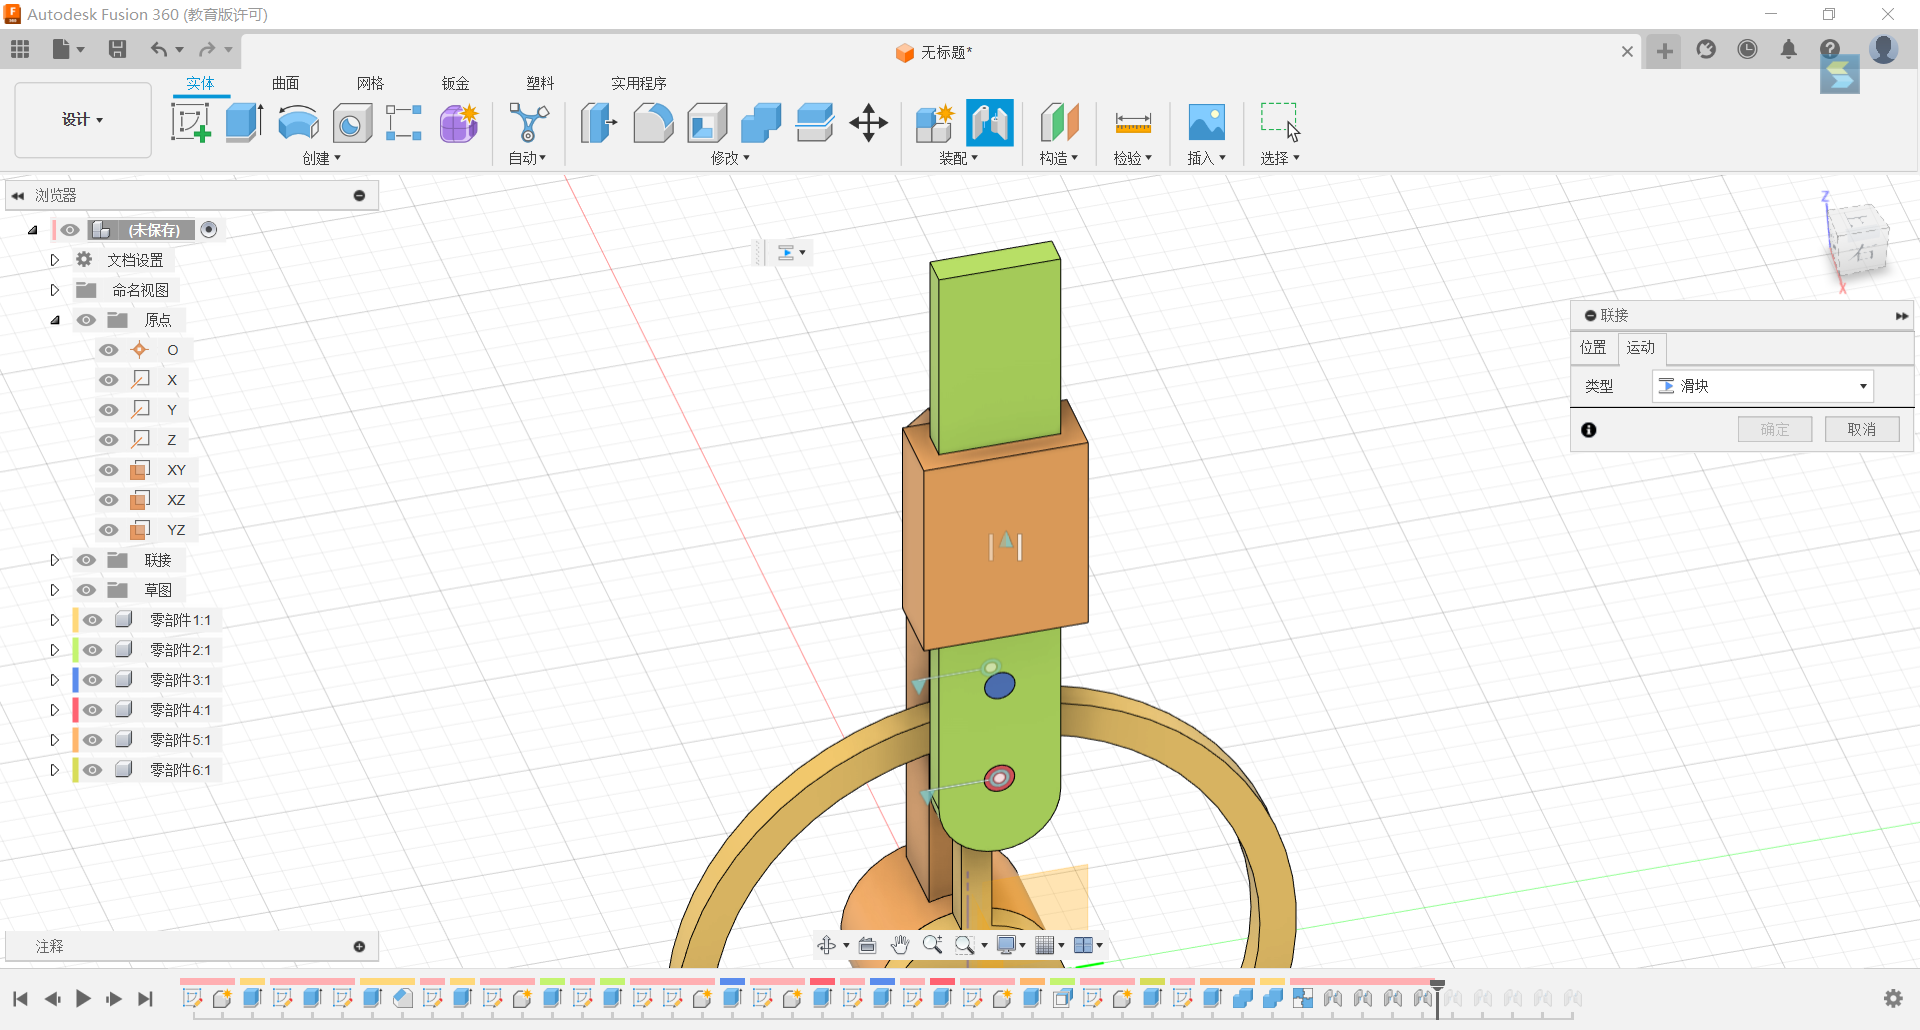 Autodesk Fusion 360 (教育版许可)
无标题*
实体
曲面
网格
钣金
塑料
实用程序
设计
创建
自动
修改
装配
构造
检验
插入
选择
浏览器
(未保存)
文档设置
命名视图
原点
O
X
Y
Z
XY
XZ
YZ
联接
草图
零部件1:1
零部件2:1
零部件3:1
零部件4:1
零部件5:1
零部件6:1
Z
上
右
X
联接
位置
运动
类型
滑块
确定
取消
注释